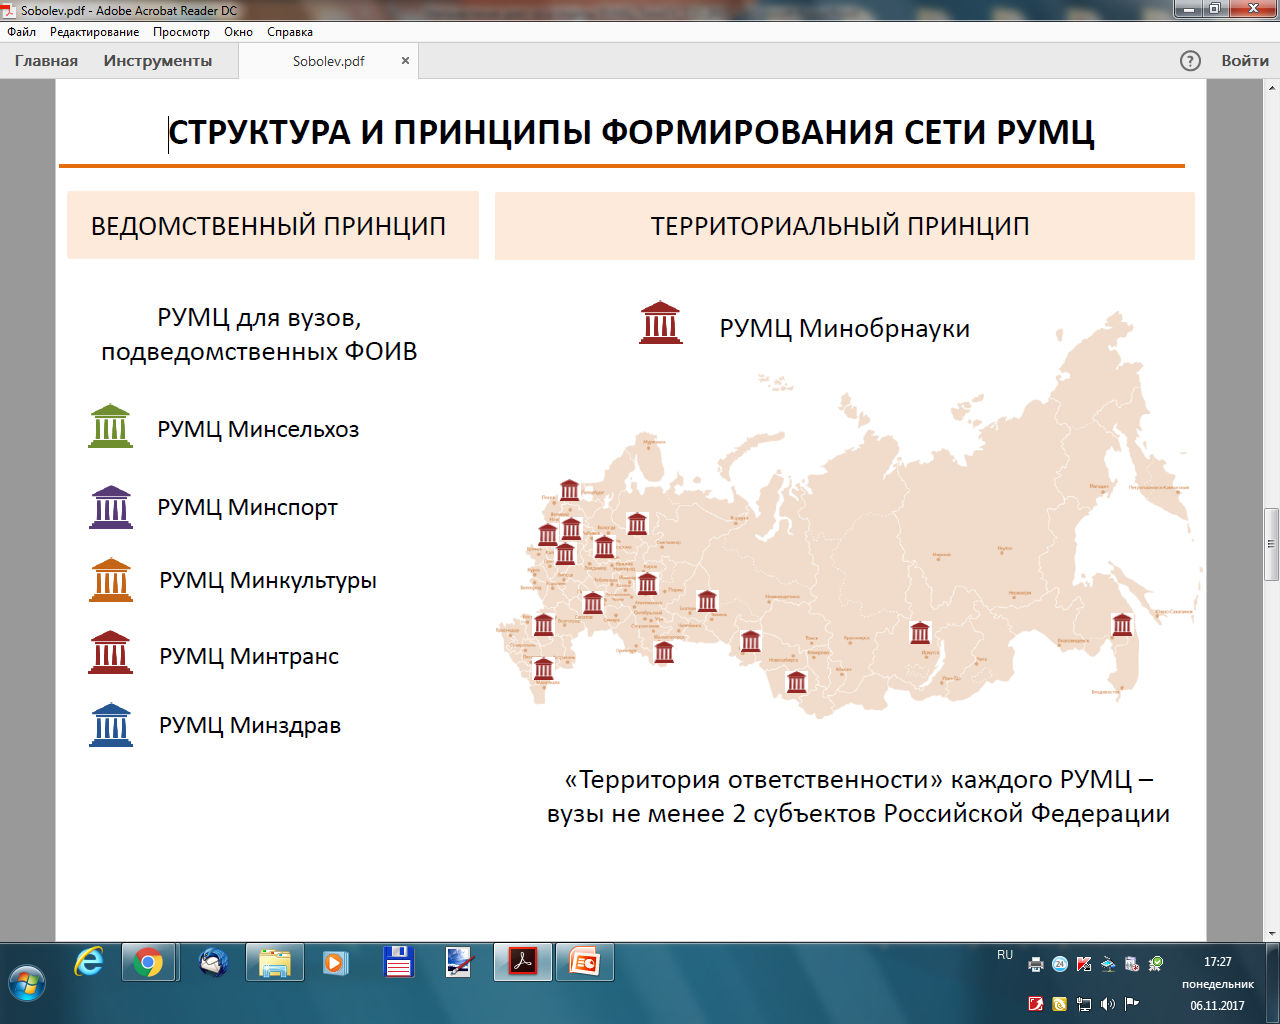 Sobolev.pdf - Adobe Acrobat Reader DC
Файл Редактирование Просмотр Окно Справка
Главная Инструменты Sobolev.pdf × ? Войти
СТРУКТУРА И ПРИНЦИПЫ ФОРМИРОВАНИЯ СЕТИ РУМЦ
ВЕДОМСТВЕННЫЙ ПРИНЦИП
ТЕРРИТОРИАЛЬНЫЙ ПРИНЦИП
РУМЦ для вузов,
подведомственных ФОИВ
РУМЦ Минсельхоз
РУМЦ Минспорт
РУМЦ Минкультуры
РУМЦ Минтранс
РУМЦ Минздрав
РУМЦ Минобрнауки
«Территория ответственности» каждого РУМЦ –
вузы не менее 2 субъектов Российской Федерации
RU
24
17:27
понедельник
06.11.2017